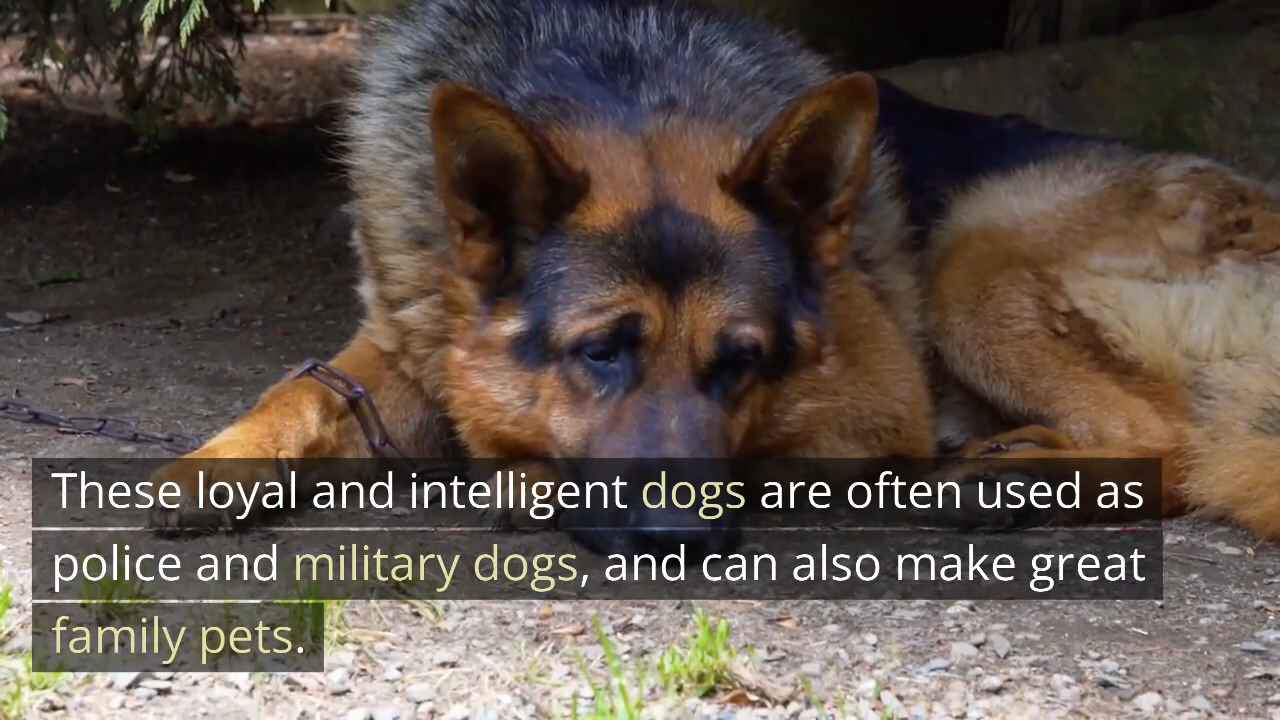 These loyal and intelligent dogs are often used as
police and military dogs, and can also make great
family pets.